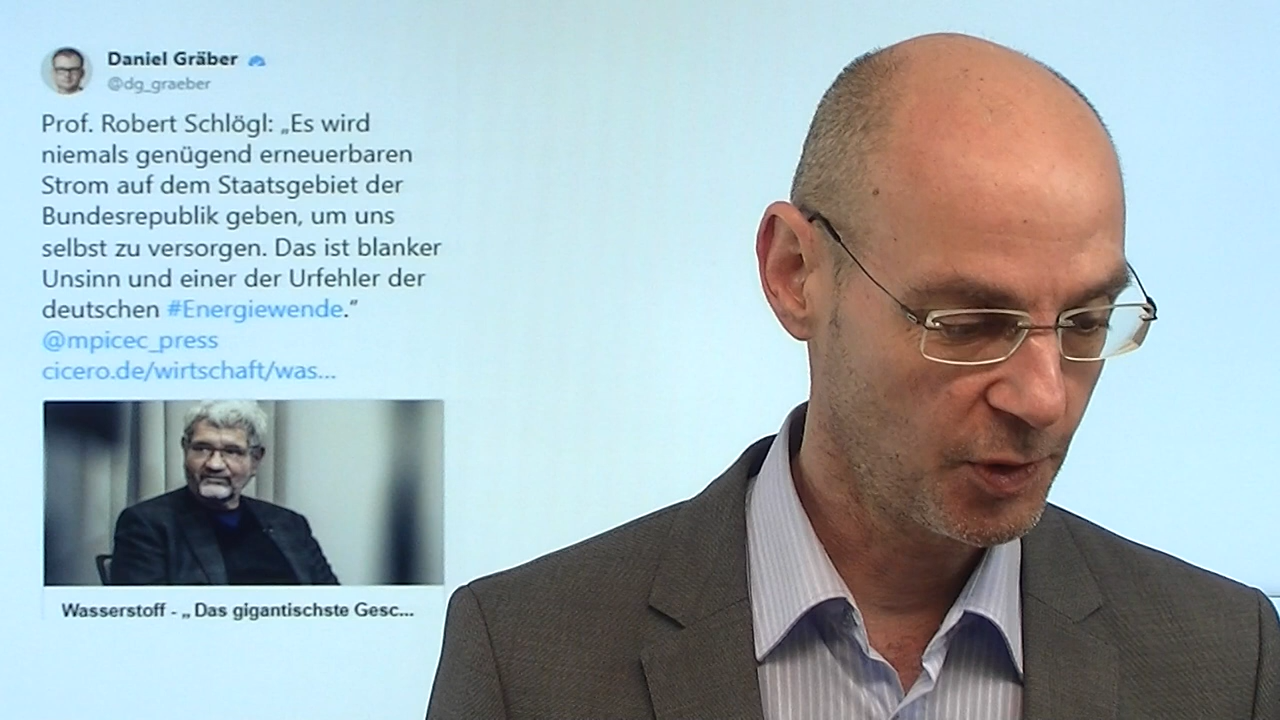 Daniel Gräber
@dg_graeber
Prof. Robert Schlögl: „Es wird
niemals genügend erneuerbaren
Strom auf dem Staatsgebiet der
Bundesrepublik geben, um uns
selbst zu versorgen. Das ist blanker
Unsinn und einer der Urfehler der
deutschen #Energiewende.“
@mpicec_press
cicero.de/wirtschaft/was...
Wasserstoff - „ Das gigantischste Gesc...